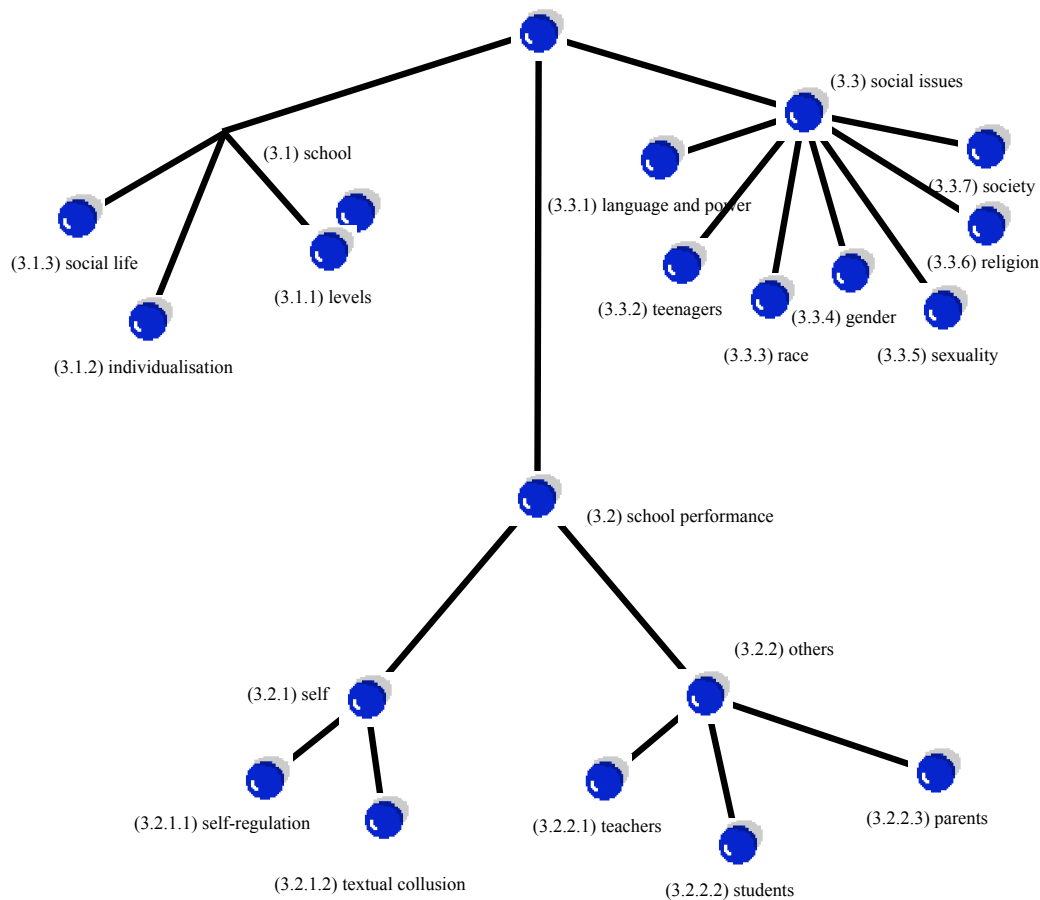 (3.3) social issues
(3.1) school
(3.3.7) society
(3.3.1) language and power
(3.1.3) social life
(3.3.6) religion
(3.1.1) levels
(3.3.2) teenagers
(3.3.4) gender
(3.3.3) race
(3.3.5) sexuality
(3.1.2) individualisation
(3.2) school performance
(3.2.2) others
(3.2.1) self
(3.2.2.3) parents
(3.2.1.1) self-regulation
(3.2.2.1) teachers
(3.2.1.2) textual collusion
(3.2.2.2) students